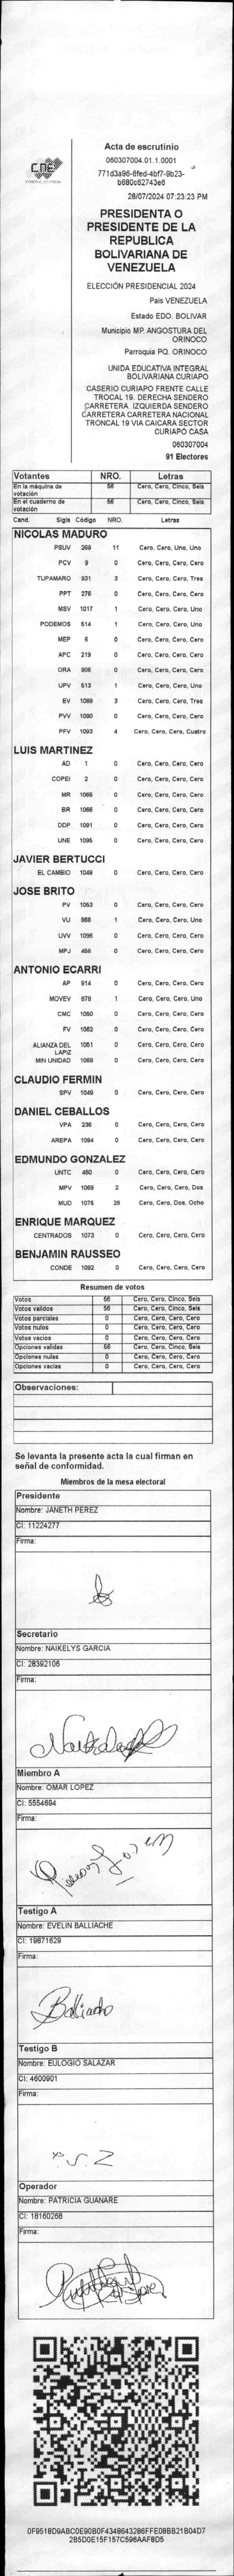 CNE
Acta de escrutinio
060307004.01.1.0001
771d3a96-6fed-4bf7-9b23-
b680c62743e6
28/07/2024 07:23:23 PM
PRESIDENTA O
PRESIDENTE DE LA
REPUBLICA
BOLIVARIANA DE
VENEZUELA
ELECCIÓN PRESIDENCIAL 2024
Pais VENEZUELA
Estado EDO. BOLIVAR
Municipio MP. ANGOSTURA DEL
ORINOCO
Parroquia PQ. ORINOCO
UNIDA EDUCATIVA INTEGRAL
BOLIVARIANA CURIAPO
CASERIO CURIAPO FRENTE CALLE
TROCAL 19. DERECHA SENDERO
CARRETERA. IZQUIERDA SENDERO
CARRETERA CARRETERA NACIONAL
TRONCAL 19 VIA CAICARA SECTOR
CURIAPO CASA
060307004
91 Electores
Votantes NRO. Letras
En la máquina de votación 56 Cero, Cero, Cinco, Seis
En el cuaderno de votación 56 Cero, Cero, Cinco, Seis
Cand. Sigla Código NRO. Letras
NICOLAS MADURO
PSUV 269 11 Cero, Cero, Uno, Uno
PCV 9 0 Cero, Cero, Cero, Cero
TUPAMARO 931 3 Cero, Cero, Cero, Tres
PPT 276 0 Cero, Cero, Cero, Cero
MSV 1017 1 Cero, Cero, Cero, Uno
PODEMOS 514 1 Cero, Cero, Cero, Uno
MEP 6 0 Cero, Cero, Cero, Cero
APC 219 0 Cero, Cero, Cero, Cero
ORA 906 0 Cero, Cero, Cero, Cero
UPV 513 1 Cero, Cero, Cero, Uno
EV 1089 3 Cero, Cero, Cero, Tres
PVV 1090 0 Cero, Cero, Cero, Cero
PFV 1093 4 Cero, Cero, Cero, Cuatro
LUIS MARTINEZ
AD 1 0 Cero, Cero, Cero, Cero
COPEI 2 0 Cero, Cero, Cero, Cero
MR 1065 0 Cero, Cero, Cero, Cero
BR 1066 0 Cero, Cero, Cero, Cero
DDP 1091 0 Cero, Cero, Cero, Cero
UNE 1095 0 Cero, Cero, Cero, Cero
JAVIER BERTUCCI
EL CAMBIO 1048 0 Cero, Cero, Cero, Cero
JOSE BRITO
PV 1053 0 Cero, Cero, Cero, Cero
VU 868 1 Cero, Cero, Cero, Uno
UVV 1096 0 Cero, Cero, Cero, Cero
MPJ 456 0 Cero, Cero, Cero, Cero
ANTONIO ECARRI
AP 814 0 Cero, Cero, Cero, Cero
MOVEV 678 1 Cero, Cero, Cero, Uno
CMC 1050 0 Cero, Cero, Cero, Cero
FV 1062 0 Cero, Cero, Cero, Cero
ALIANZA DEL LAPIZ 1051 0 Cero, Cero, Cero, Cero
MIN UNIDAD 1068 0 Cero, Cero, Cero, Cero
CLAUDIO FERMIN
SPV 1049 0 Cero, Cero, Cero, Cero
DANIEL CEBALLOS
VPA 236 0 Cero, Cero, Cero, Cero
AREPA 1094 0 Cero, Cero, Cero, Cero
EDMUNDO GONZALEZ
UNTC 460 0 Cero, Cero, Cero, Cero
MPV 1069 2 Cero, Cero, Cero, Dos
MUD 1075 28 Cero, Cero, Dos, Ocho
ENRIQUE MARQUEZ
CENTRADOS 1073 0 Cero, Cero, Cero, Cero
BENJAMIN RAUSSEO
CONDE 1092 0 Cero, Cero, Cero, Cero
Resumen de votos
Votos 56 Cero, Cero, Cinco, Seis
Votos validos 56 Cero, Cero, Cinco, Seis
Votos parciales 0 Cero, Cero, Cero, Cero
Votos nulos 0 Cero, Cero, Cero, Cero
Votos vacios 0 Cero, Cero, Cero, Cero
Opciones validas 56 Cero, Cero, Cinco, Seis
Opciones nulas 0 Cero, Cero, Cero, Cero
Opciones vacias 0 Cero, Cero, Cero, Cero
Observaciones:
Se levanta la presente acta la cual firman en
señal de conformidad.
Miembros de la mesa electoral
Presidente
Nombre: JANETH PEREZ
CI: 11224277
Firma:
Secretario
Nombre: NAIKELYS GARCIA
CI: 28392106
Firma:
Miembro A
Nombre: OMAR LOPEZ
CI: 5554694
Firma:
Testigo A
Nombre: EVELIN BALLIACHE
CI: 19871629
Firma:
Testigo B
Nombre: EULOGIO SALAZAR
CI: 4600901
Firma:
Operador
Nombre: PATRICIA GUANARE
CI: 18160268
Firma:
0F9518D9ABC0E90B0F4348643286FFE08BB21B04D7
2B5D0E15F157C596AAF8D5